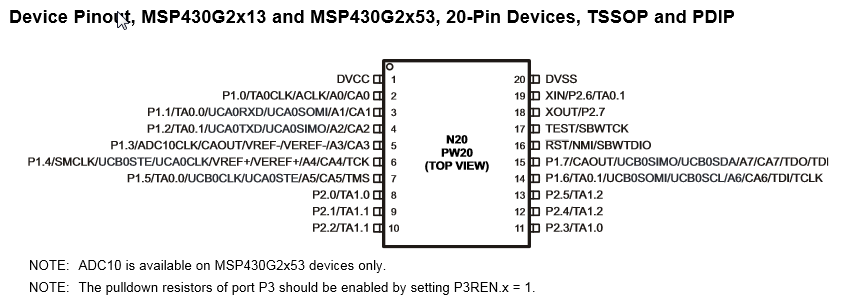 Device Pinout, MSP430G2x13 and MSP430G2x53, 20-Pin Devices, TSSOP and PDIP
DVCC 1
P1.0/TA0CLK/ACLK/A0/CA0 2
P1.1/TA0.0/UCA0RXD/UCA0SOMI/A1/CA1 3
P1.2/TA0.1/UCA0TXD/UCA0SIMO/A2/CA2 4
P1.3/ADC10CLK/CAOUT/VREF-/VEREF-/A3/CA3 5
P1.4/SMCLK/UCB0STE/UCA0CLK/VREF+/VEREF+/A4/CA4/TCK 6
P1.5/TA0.0/UCB0CLK/UCA0STE/A5/CA5/TMS 7
P2.0/TA1.0 8
P2.1/TA1.1 9
P2.2/TA1.1 10
N20
PW20
(TOP VIEW)
20 DVSS
19 XIN/P2.6/TA0.1
18 XOUT/P2.7
17 TEST/SBWTCK
16 RST/NMI/SBWTDIO
15 P1.7/CAOUT/UCB0SIMO/UCB0SDA/A7/CA7/TDO/TDI
14 P1.6/TA0.1/UCB0SOMI/UCB0SCL/A6/CA6/TDI/TCLK
13 P2.5/TA1.2
12 P2.4/TA1.2
11 P2.3/TA1.0
NOTE: ADC10 is available on MSP430G2x53 devices only.
NOTE: The pulldown resistors of port P3 should be enabled by setting P3REN.x = 1.